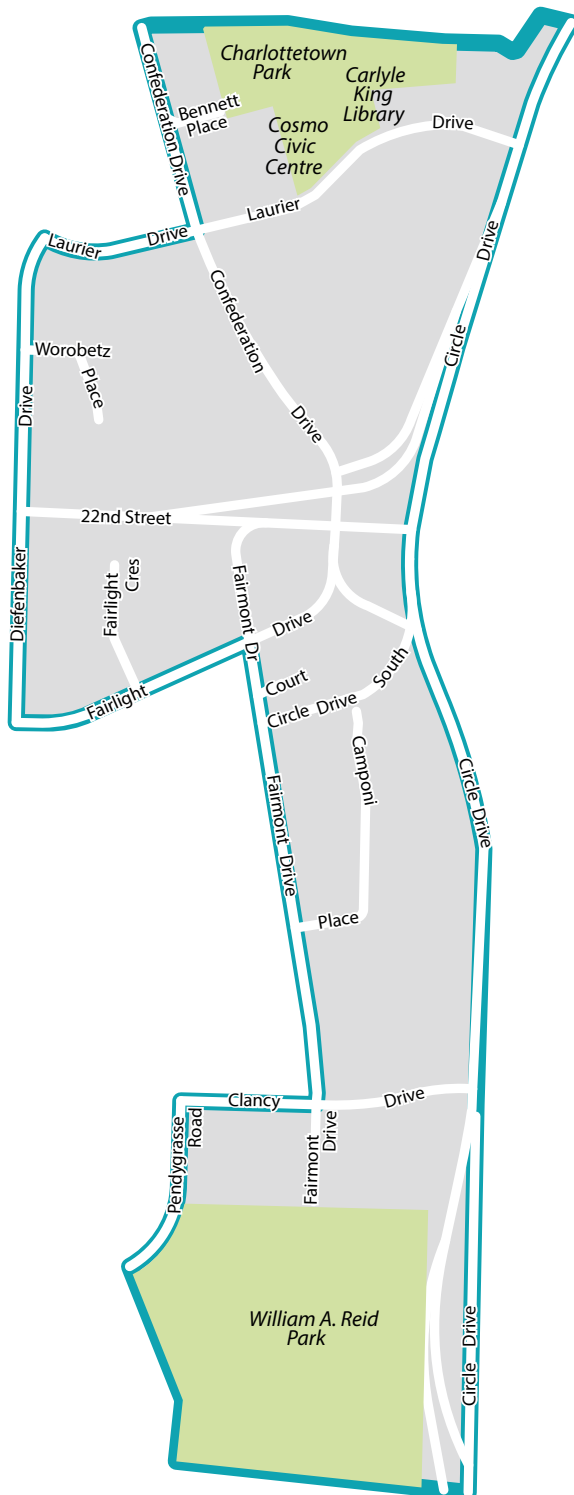 Charlottetown
Park
Carlyle
King
Library
Confederation Drive
Bennett
Place
Cosmo
Civic
Centre
Drive
Laurier
Drive
Laurier
Drive
Confederation
Drive
Circle
Worobetz
Place
Drive
22nd Street
Diefenbaker
Fairlight
Cres
Fairmont Dr
Drive
Fairlight
Court
South
Circle Drive
Camponi
Circle Drive
Fairmont Drive
Place
Clancy
Drive
Pendygrasse
Road
Fairmont
Drive
William A. Reid
Park
Circle Drive